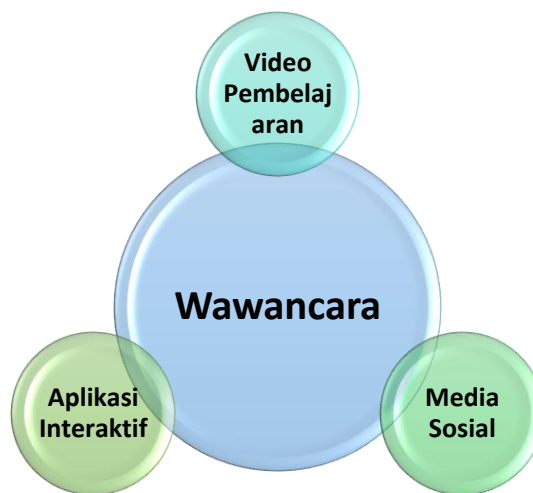 Video
Pembelaj
aran
Wawancara
Aplikasi
Interaktif
Media
Sosial